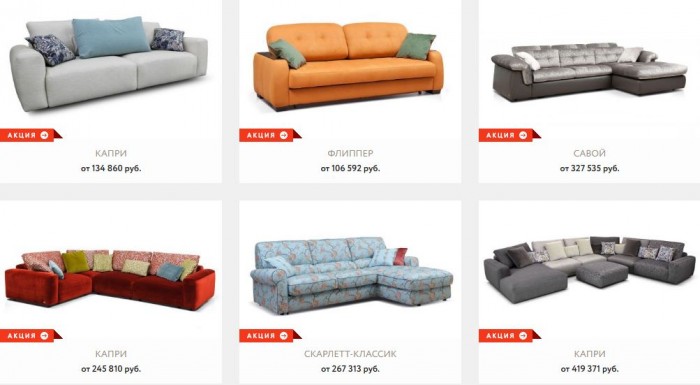 АКЦИЯ
КАПРИ
от 134 860 руб.
АКЦИЯ
ФЛИППЕР
от 106 592 руб.
АКЦИЯ
САВОЙ
от 327 535 руб.
АКЦИЯ
КАПРИ
от 245 810 руб.
АКЦИЯ
СКАРЛЕТТ-КЛАССИК
от 267 313 руб.
АКЦИЯ
КАПРИ
от 419 371 руб.